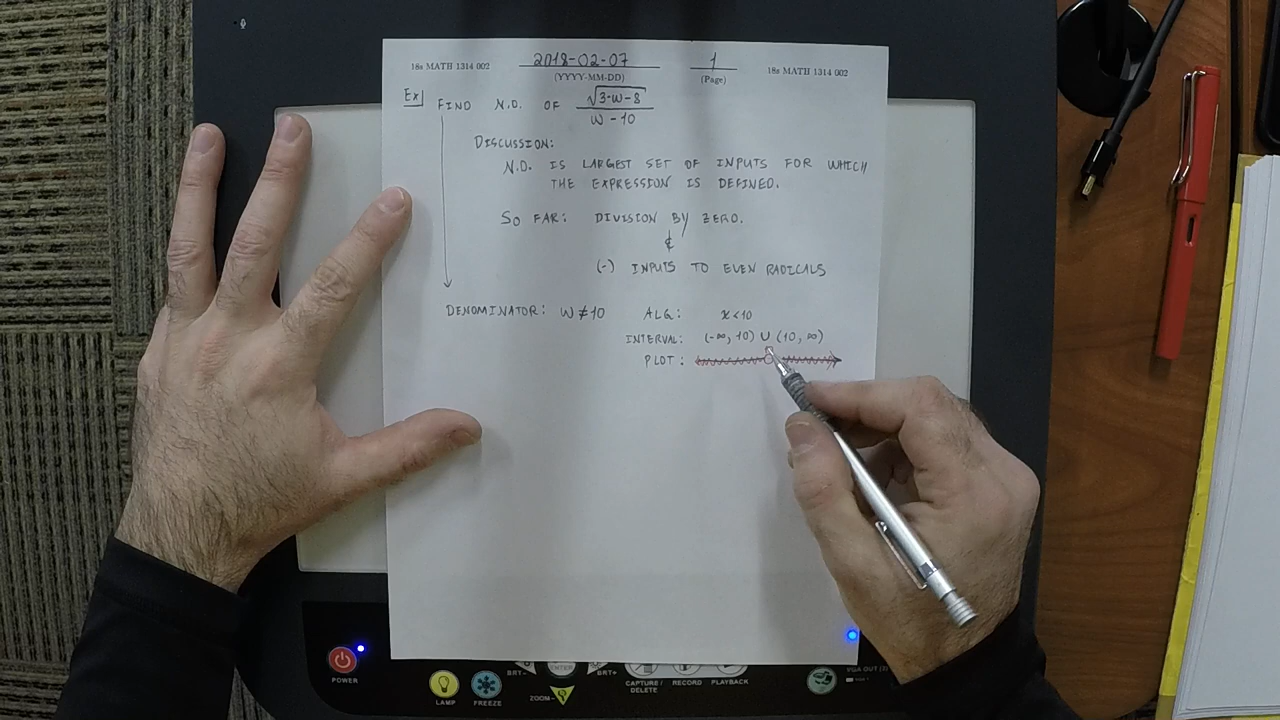 18s MATH 1314 002 2018-02-07 1 18s MATH 1314 002
(YYYY-MM-DD) (Page)
Ex FIND N.D. OF √(3·W-8) / (W-10)
DISCUSSION:
N.D. IS LARGEST SET OF INPUTS FOR WHICH
THE EXPRESSION IS DEFINED.
SO FAR: DIVISION BY ZERO.
¢
(-) INPUTS TO EVEN RADICALS
DENOMINATOR: W≠10 ALG: x<10
INTERVAL: (-∞, 10) ∪ (10, ∞)
PLOT:
POWER
LAMP
FREEZE
BRY-
ENTER
BRY+
ZOOM-
CAPTURE /
DELETE
RECORD
PLAYBACK